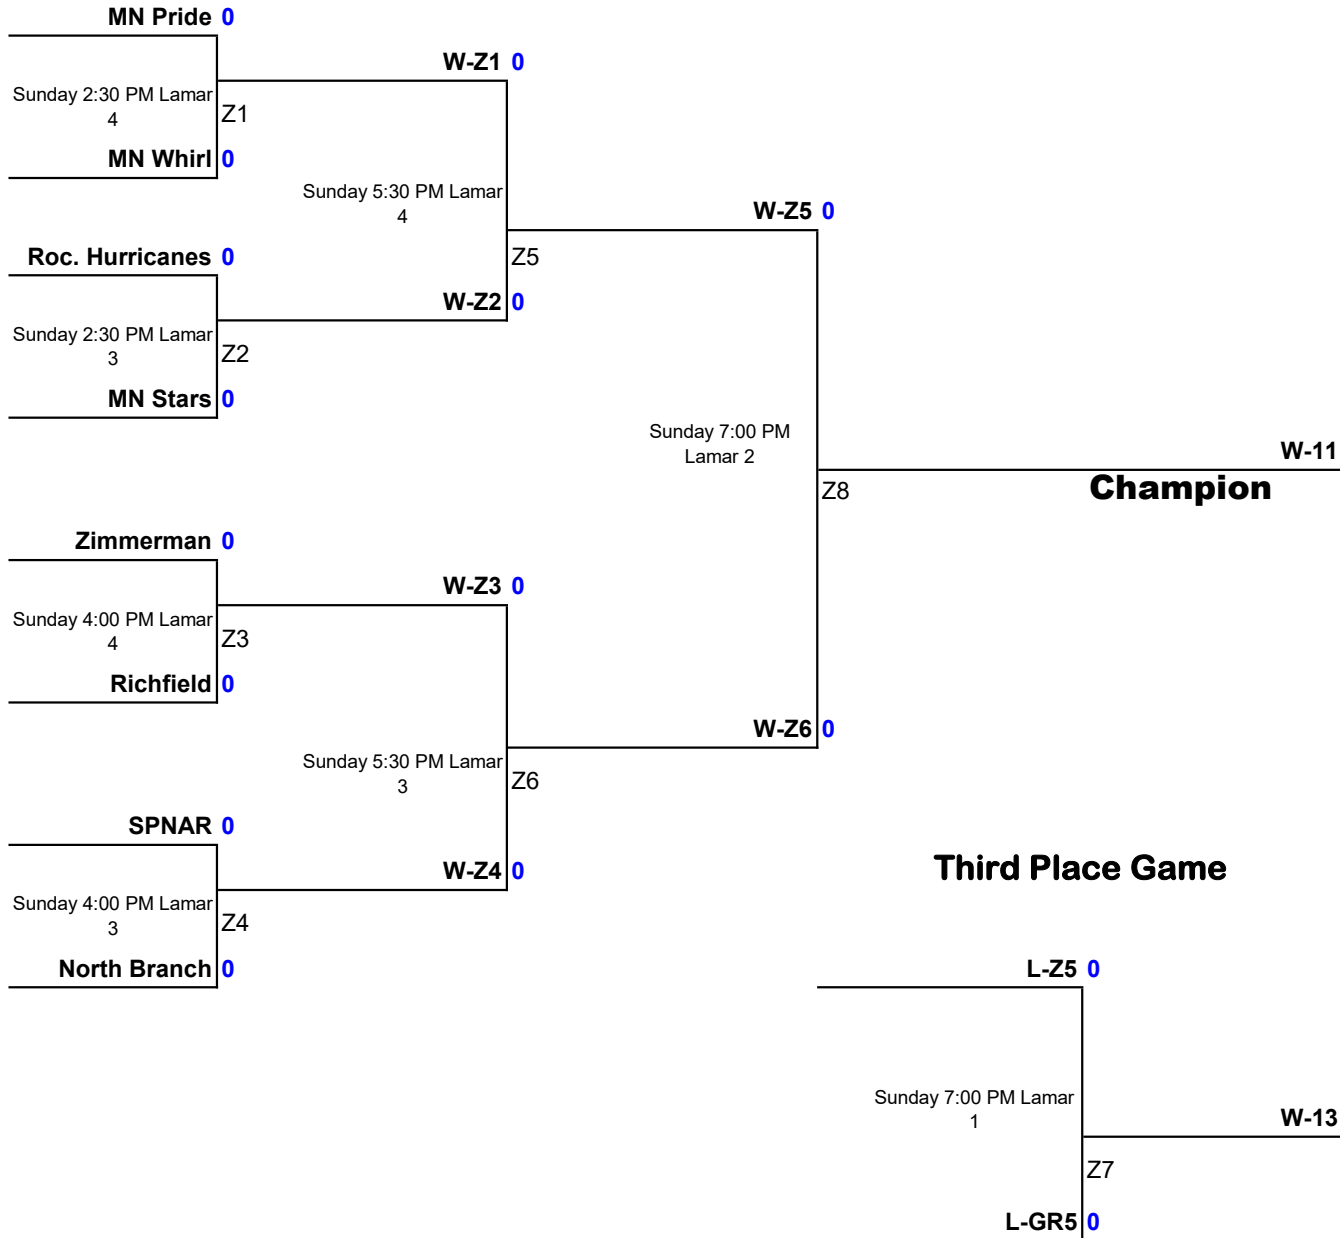 MN Pride 0
W-Z1 0
Sunday 2:30 PM Lamar
4
Z1
MN Whirl 0
Sunday 5:30 PM Lamar
4
W-Z5 0
Roc. Hurricanes 0
Z5
W-Z2 0
Sunday 2:30 PM Lamar
3
Z2
MN Stars 0
Sunday 7:00 PM
Lamar 2
W-11
Z8
Champion
Zimmerman 0
W-Z3 0
Sunday 4:00 PM Lamar
4
Z3
Richfield 0
W-Z6 0
Sunday 5:30 PM Lamar
3
Z6
SPNAR 0
W-Z4 0
Third Place Game
Sunday 4:00 PM Lamar
3
Z4
North Branch 0
L-Z5 0
Sunday 7:00 PM Lamar
1
W-13
Z7
L-GR5 0